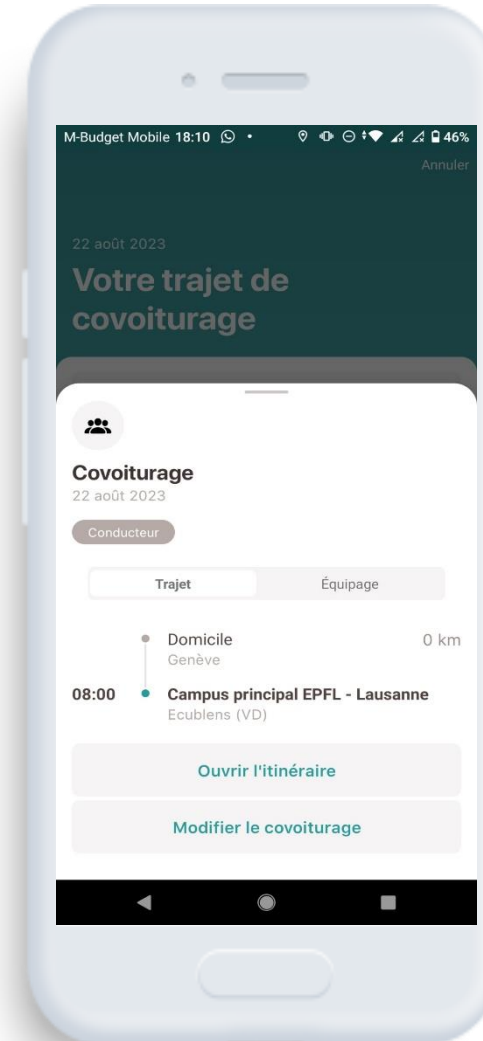 M-Budget Mobile 18:10 46%
Annuler
22 août 2023
Votre trajet de
covoiturage
Covoiturage
22 août 2023
Conducteur
Trajet Équipage
Domicile 0 km
Genève
08:00 Campus principal EPFL - Lausanne
Ecublens (VD)
Ouvrir l'itinéraire
Modifier le covoiturage